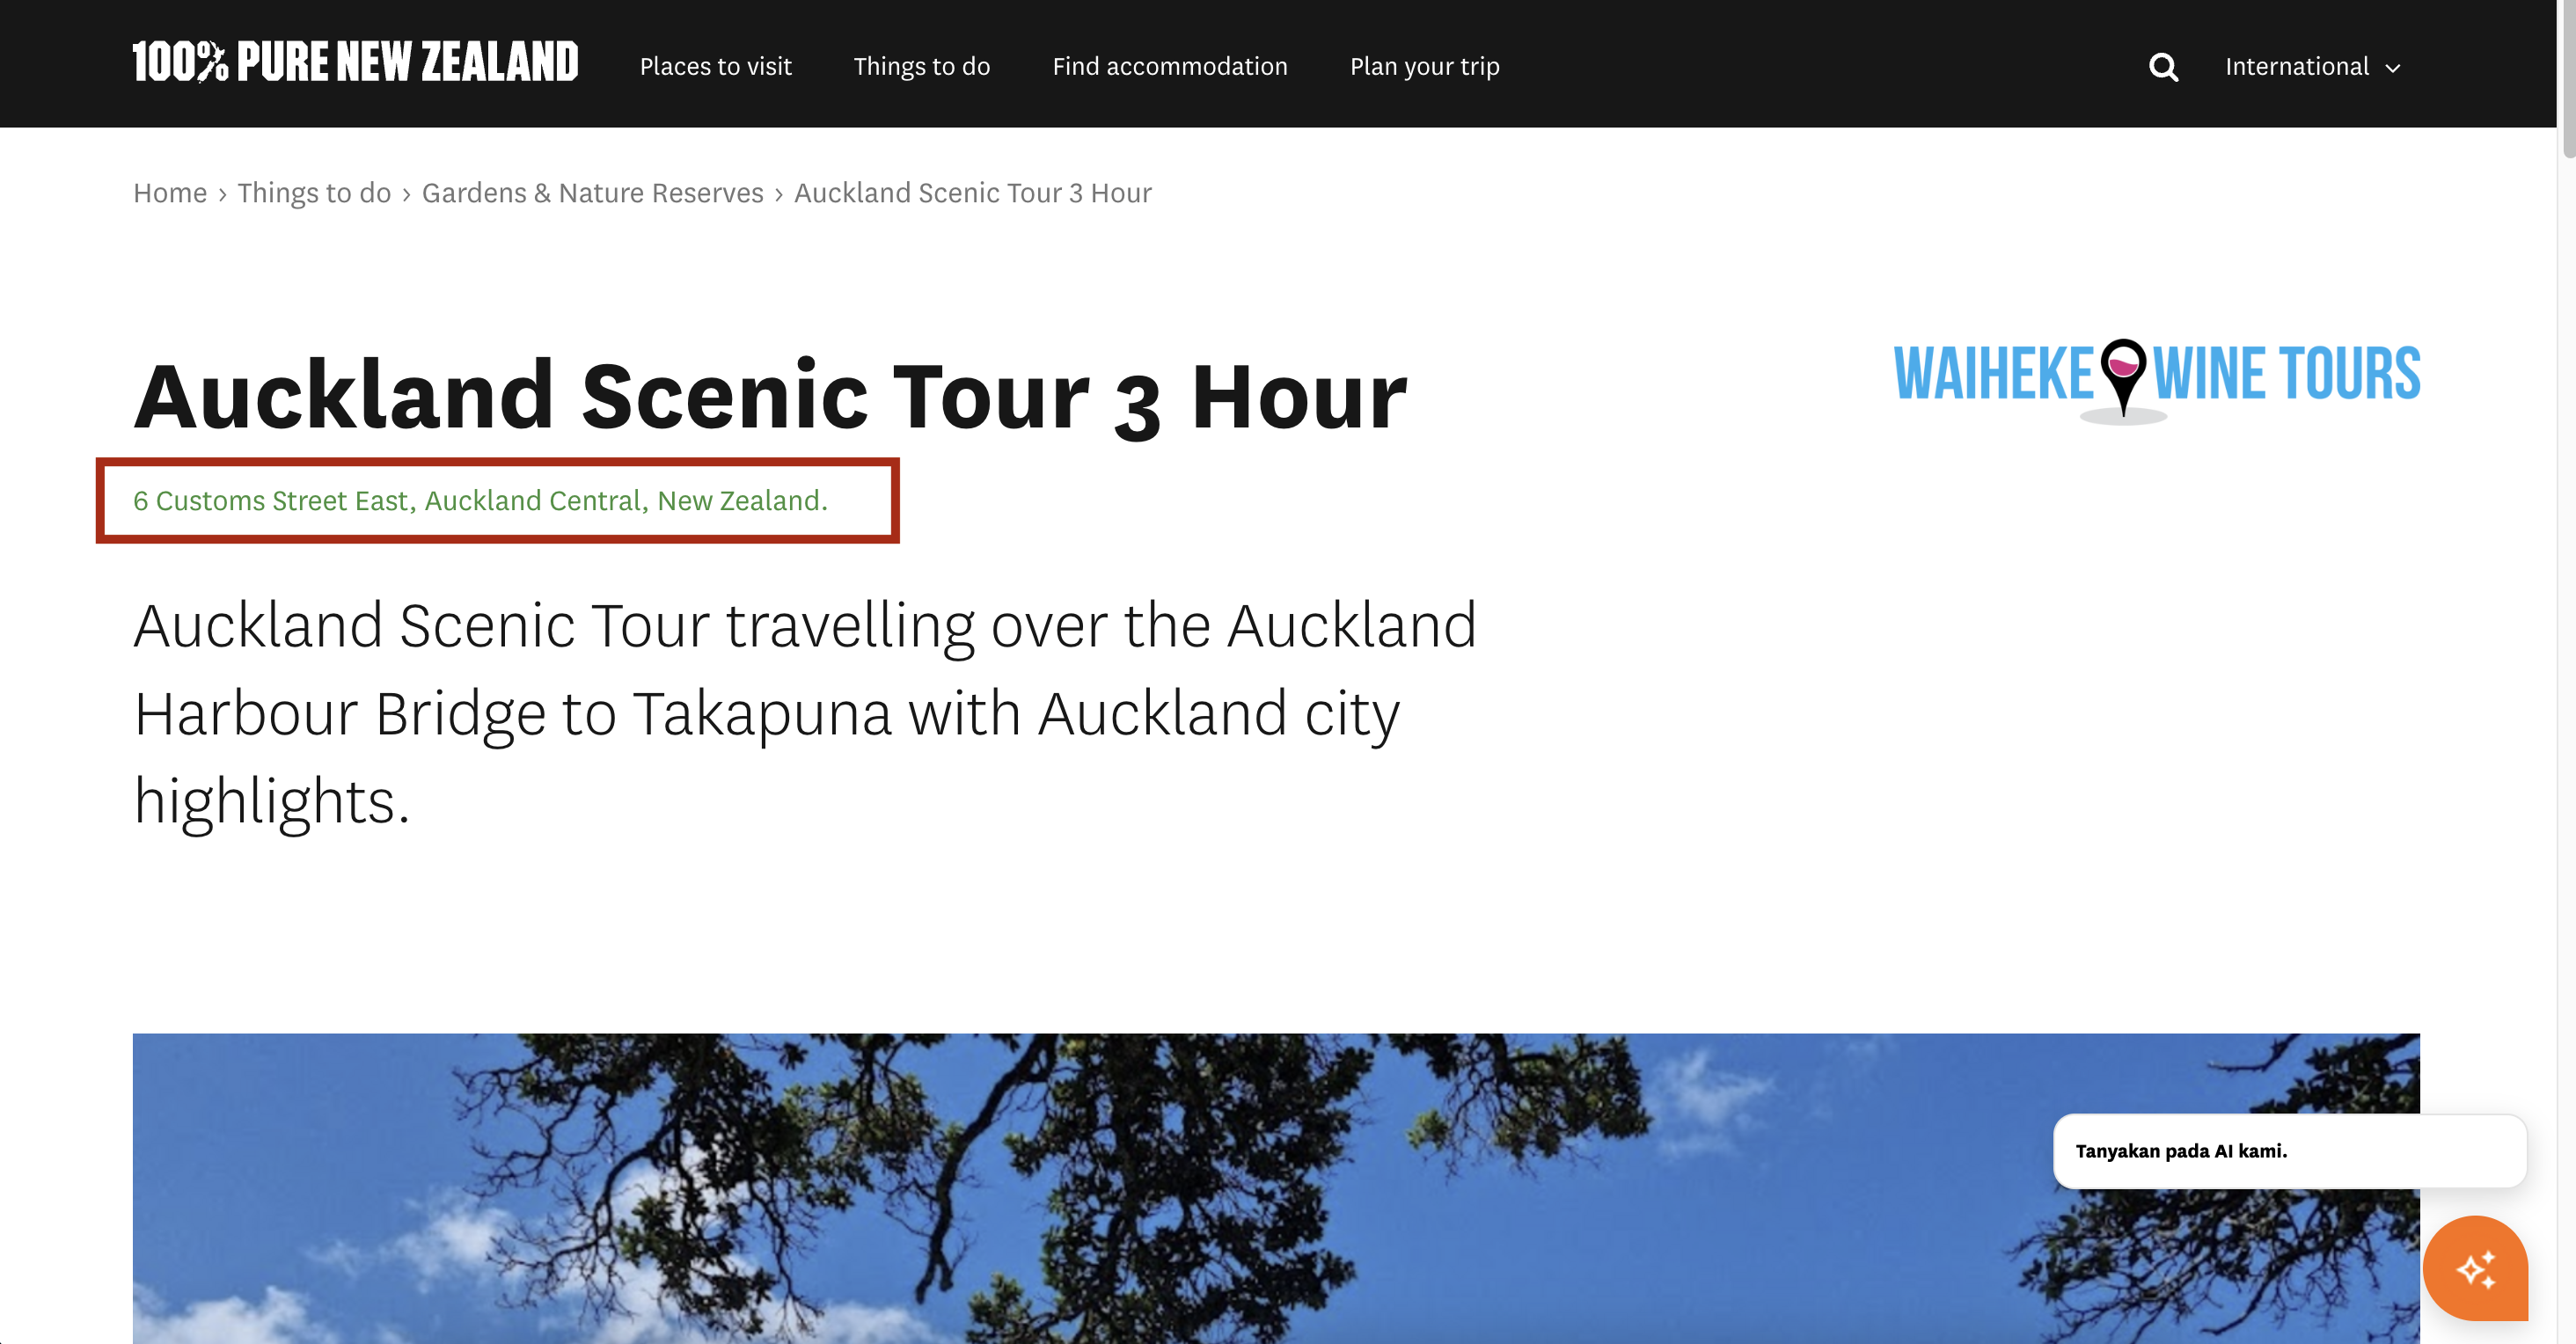 100% PURE NEW ZEALAND
Places to visit
Things to do
Find accommodation
Plan your trip
International
Home › Things to do › Gardens & Nature Reserves › Auckland Scenic Tour 3 Hour
Auckland Scenic Tour 3 Hour
WAIHEKE WINE TOURS
6 Customs Street East, Auckland Central, New Zealand.
Auckland Scenic Tour travelling over the Auckland
Harbour Bridge to Takapuna with Auckland city
highlights.
Tanyakan pada AI kami.